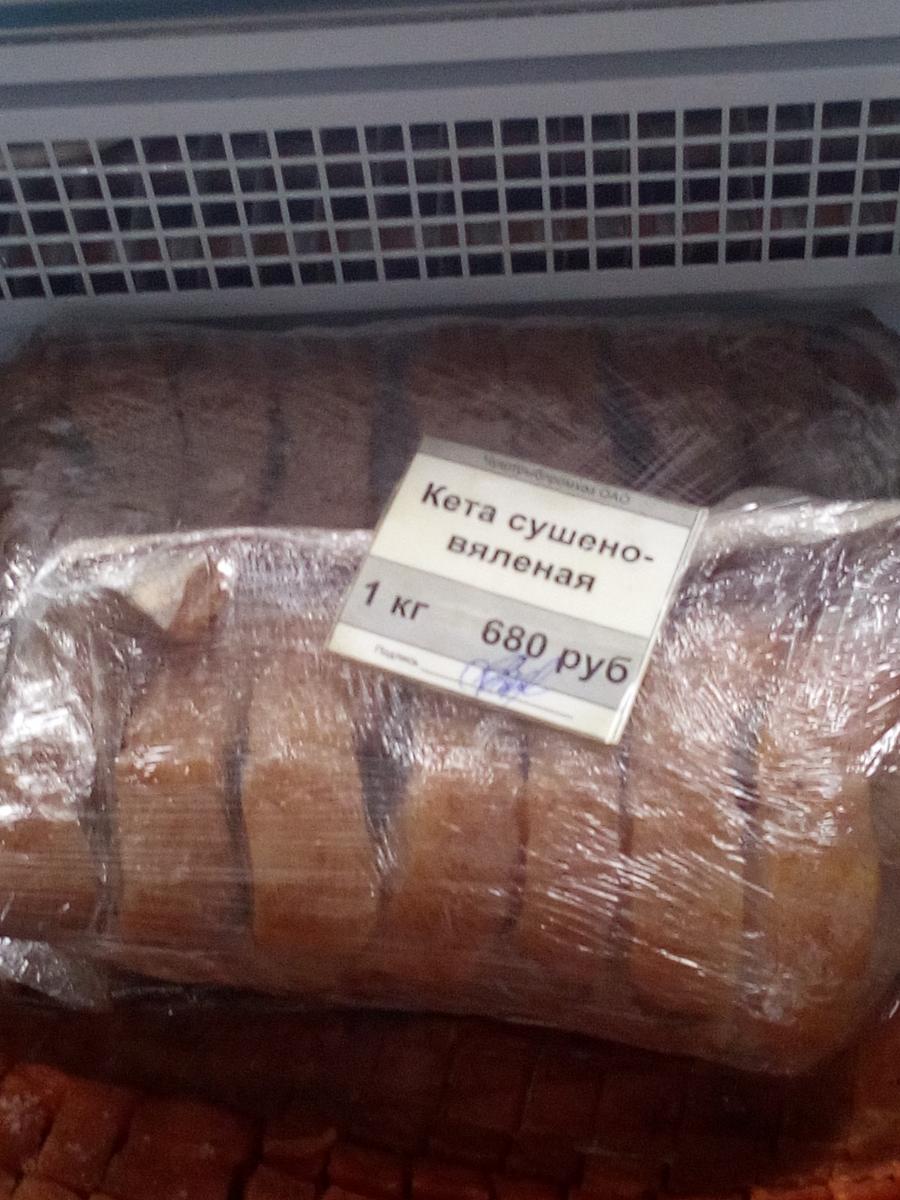 Кета сушено-
вяленая
1 кг 680 руб
Подпись